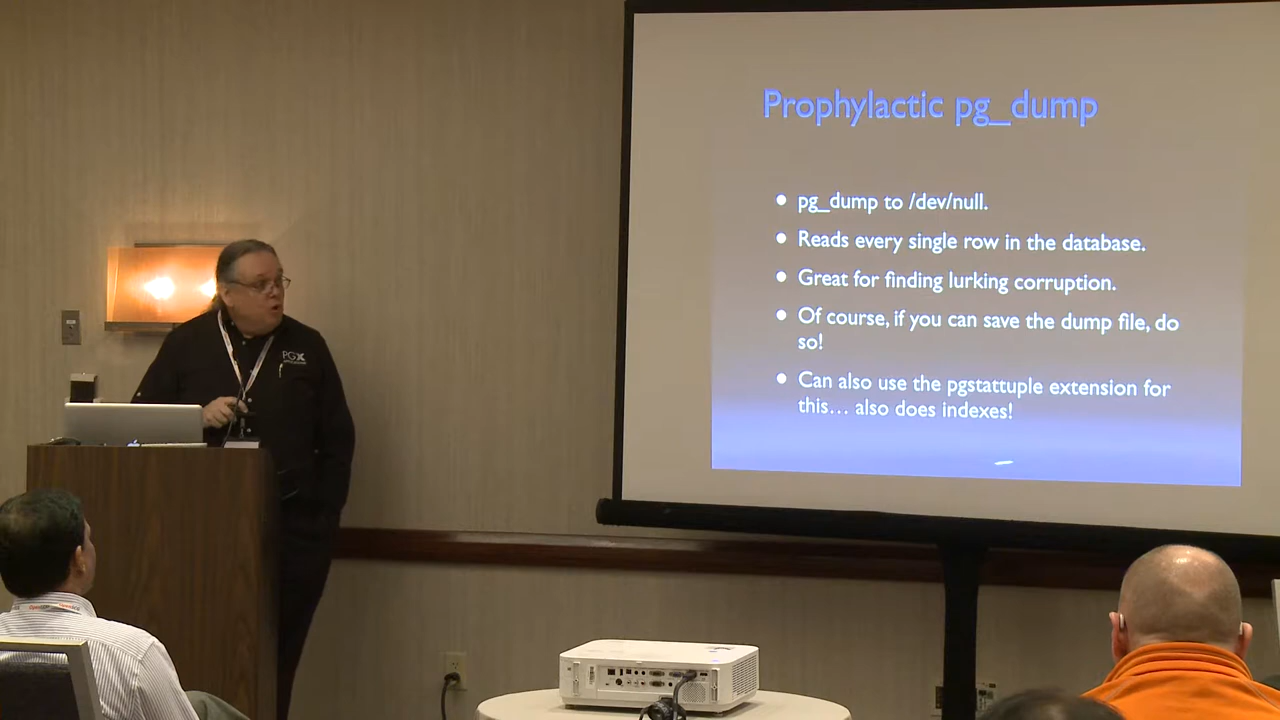 Prophylactic pg_dump
pg_dump to /dev/null.
Reads every single row in the database.
Great for finding lurking corruption.
Of course, if you can save the dump file, do
so!
Can also use the pgstattuple extension for
this... also does indexes!
PGX